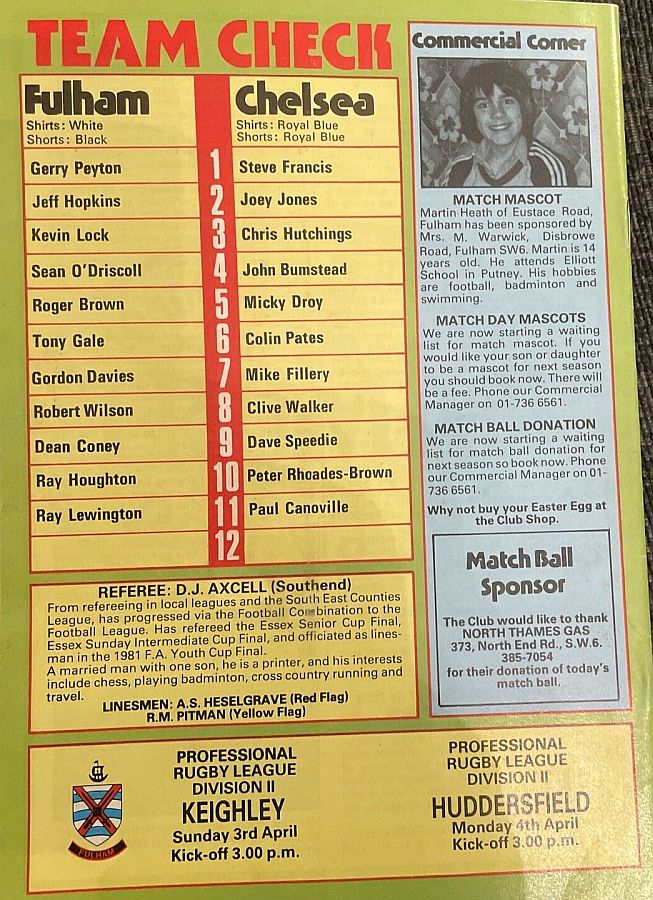 TEAM CHECK
Fulham
Shirts: White
Shorts: Black
Chelsea
Shirts: Royal Blue
Shorts: Royal Blue
Gerry Peyton 1 Steve Francis
Jeff Hopkins 2 Joey Jones
Kevin Lock 3 Chris Hutchings
Sean O'Driscoll 4 John Bumstead
Roger Brown 5 Micky Droy
Tony Gale 6 Colin Pates
Gordon Davies 7 Mike Fillery
Robert Wilson 8 Clive Walker
Dean Coney 9 Dave Speedie
Ray Houghton 10 Peter Rhoades-Brown
Ray Lewington 11 Paul Canoville
12
REFEREE: D.J. AXCELL (Southend)
From refereeing in local leagues and the South East Counties
League, has progressed via the Football Combination to the
Football League. Has refereed the Essex Senior Cup Final,
Essex Sunday Intermediate Cup Final, and officiated as lines-
man in the 1981 F.A. Youth Cup Final.
A married man with one son, he is a printer, and his interests
include chess, playing badminton, cross country running and
travel.
LINESMEN: A.S. HESELGRAVE (Red Flag)
R.M. PITMAN (Yellow Flag)
Commercial Corner
MATCH MASCOT
Martin Heath of Eustace Road,
Fulham has been sponsored by
Mrs. M. Warwick, Disbrowe
Road, Fulham SW6. Martin is 14
years old. He attends Elliott
School in Putney. His hobbies
are football, badminton and
swimming.
MATCH DAY MASCOTS
We are now starting a waiting
list for match mascot. If you
would like your son or daughter
to be a mascot for next season
you should book now. There will
be a fee. Phone our Commercial
Manager on 01-736 6561.
MATCH BALL DONATION
We are now starting a waiting
list for match ball donation for
next season so book now. Phone
our Commercial Manager on 01-
736 6561.
Why not buy your Easter Egg at
the Club Shop.
Match Ball
Sponsor
The Club would like to thank
NORTH THAMES GAS
373, North End Rd., S.W.6.
385-7054
for their donation of today's
match ball.
FULHAM
PROFESSIONAL
RUGBY LEAGUE
DIVISION II
KEIGHLEY
Sunday 3rd April
Kick-off 3.00 p.m.
PROFESSIONAL
RUGBY LEAGUE
DIVISION II
HUDDERSFIELD
Monday 4th April
Kick-off 3.00 p.m.